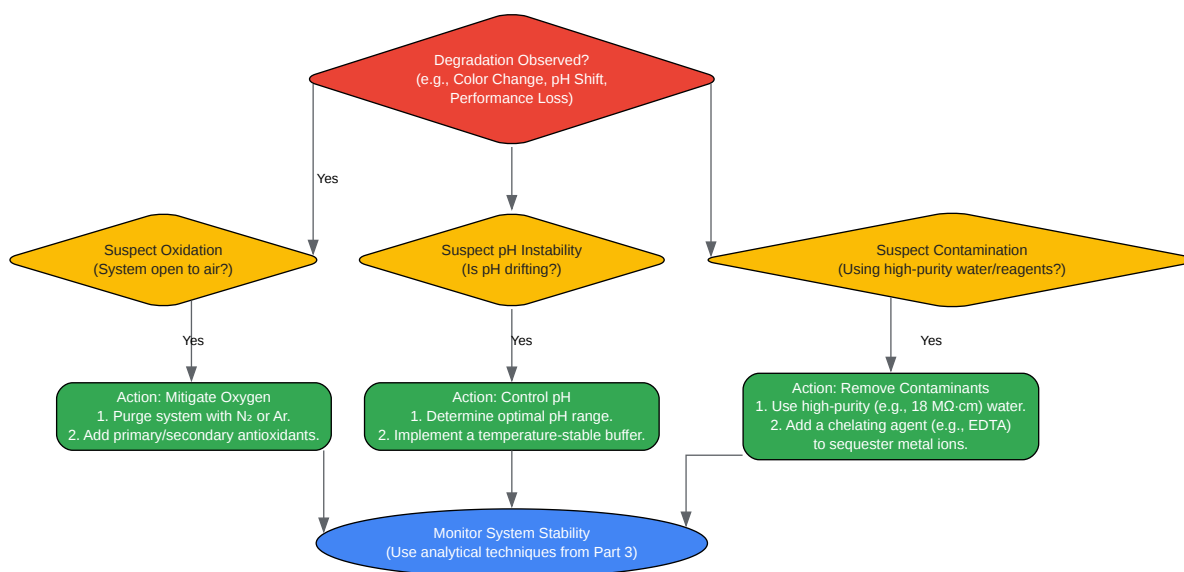 Degradation Observed?
(e.g., Color Change, pH Shift,
Performance Loss)
Yes
Suspect Oxidation
(System open to air?)
Suspect pH Instability
(Is pH drifting?)
Suspect Contamination
(Using high-purity water/reagents?)
Yes
Yes
Yes
Action: Mitigate Oxygen
1. Purge system with N₂ or Ar.
2. Add primary/secondary antioxidants.
Action: Control pH
1. Determine optimal pH range.
2. Implement a temperature-stable buffer.
Action: Remove Contaminants
1. Use high-purity (e.g., 18 MΩ·cm) water.
2. Add a chelating agent (e.g., EDTA)
to sequester metal ions.
Monitor System Stability
(Use analytical techniques from Part 3)